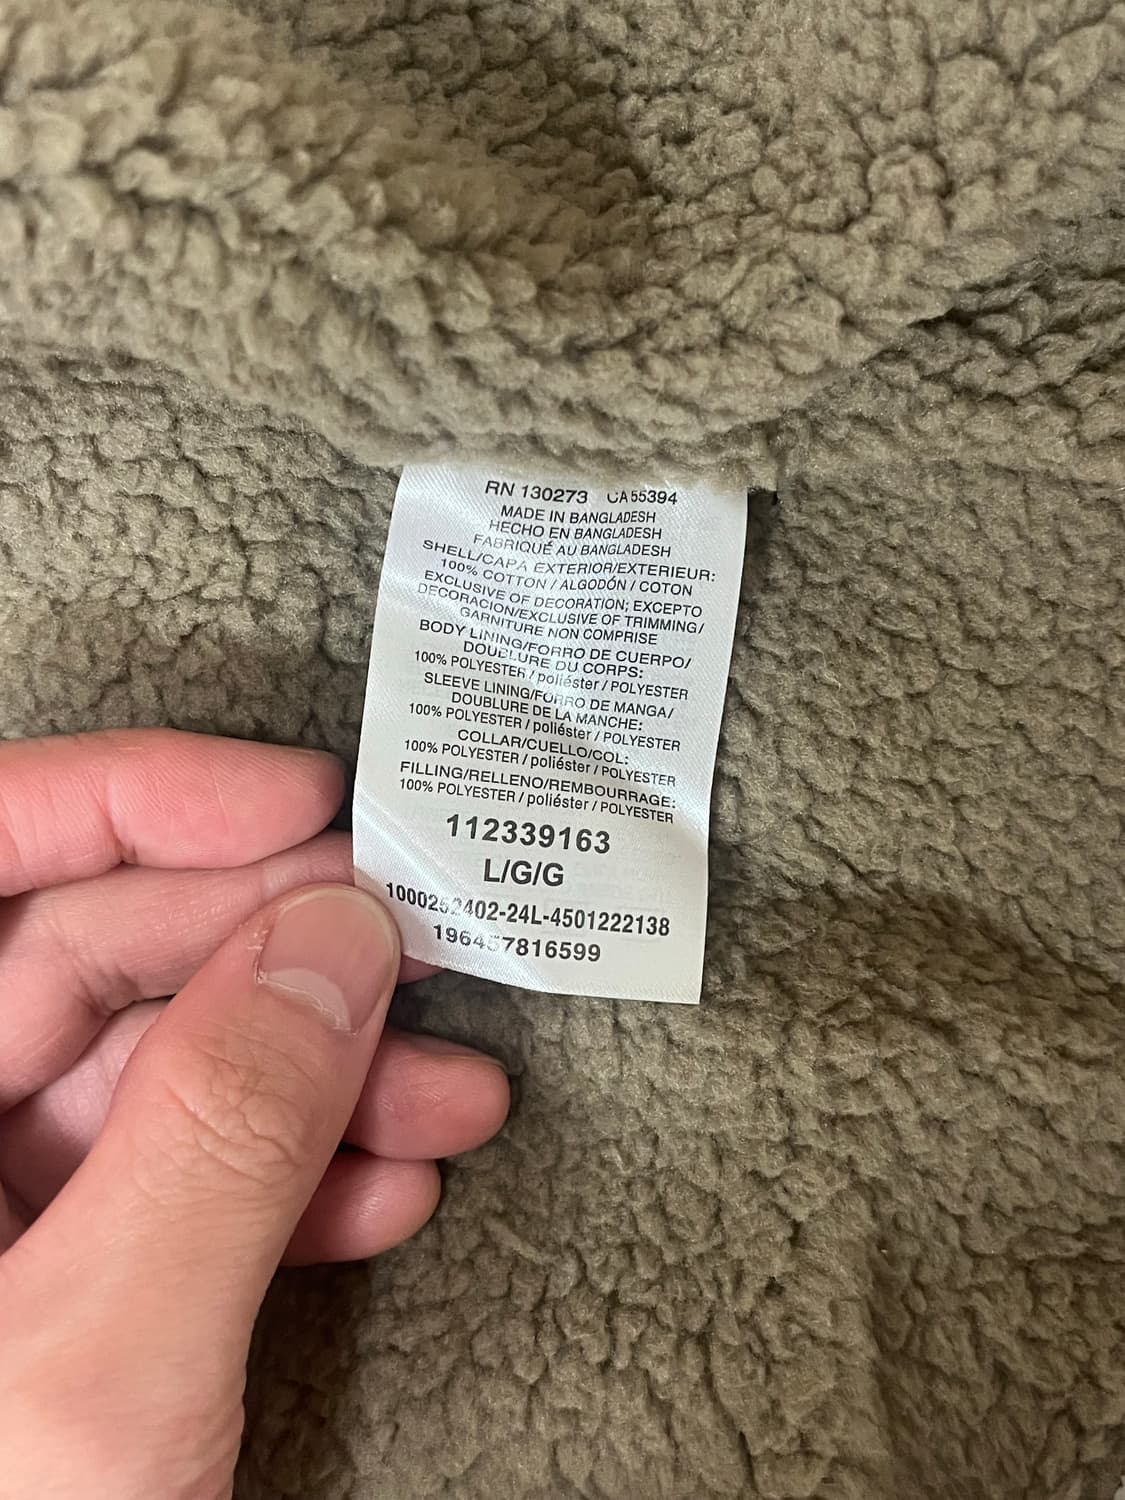 RN 130273 CA 55394
MADE IN BANGLADESH
HECHO EN BANGLADESH
FABRIQUÉ AU BANGLADESH
SHELL/CAPA EXTERIOR/EXTERIEUR:
100% COTTON / ALGODÓN / COTON
EXCLUSIVE OF DECORATION; EXCEPTO
DECORACION/EXCLUSIVE OF TRIMMING/
GARNITURE NON COMPRISE
BODY LINING/FORRO DE CUERPO/
DOUBLURE DU CORPS:
100% POLYESTER / poliéster / POLYESTER
SLEEVE LINING/FORRO DE MANGA/
DOUBLURE DE LA MANCHE:
100% POLYESTER / poliéster / POLYESTER
COLLAR/CUELLO/COL:
100% POLYESTER / poliéster / POLYESTER
FILLING/RELLENO/REMBOURRAGE:
100% POLYESTER / poliéster / POLYESTER
112339163
L/G/G
1000252402-24L-4501222138
196457816599